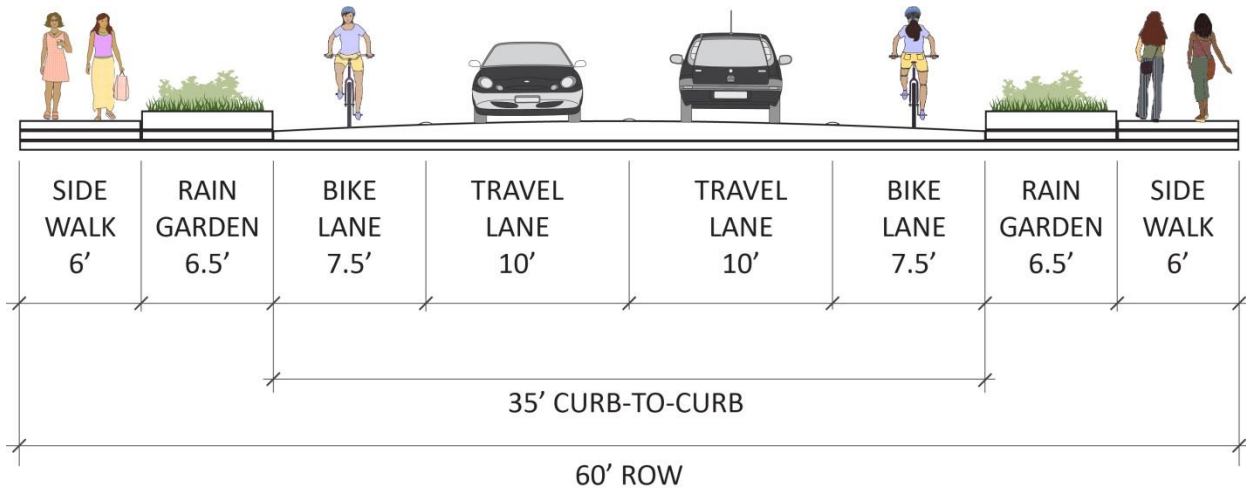 SIDE
WALK
6’
RAIN
GARDEN
6.5’
BIKE
LANE
7.5’
TRAVEL
LANE
10’
TRAVEL
LANE
10’
BIKE
LANE
7.5’
RAIN
GARDEN
6.5’
SIDE
WALK
6’
35’ CURB-TO-CURB
60’ ROW